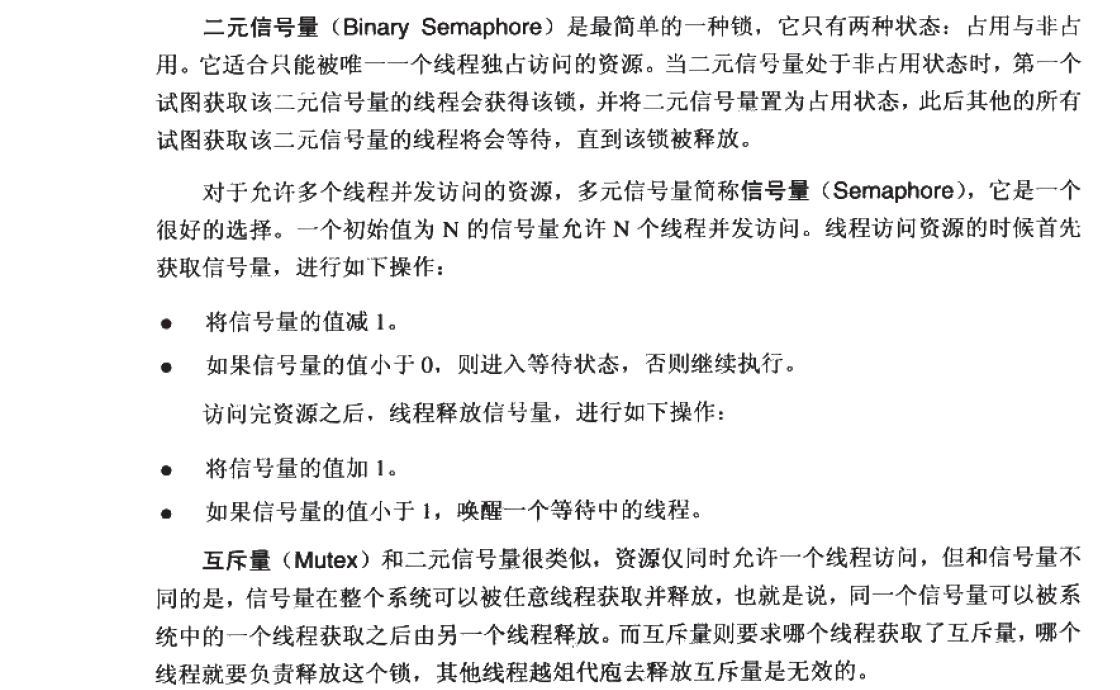 二元信号量（Binary Semaphore）是最简单的一种锁，它只有两种状态：占用与非占
用。它适合只能被唯一一个线程独占访问的资源。当二元信号量处于非占用状态时，第一个
试图获取该二元信号量的线程会获得该锁，并将二元信号量置为占用状态，此后其他的所有
试图获取该二元信号量的线程将会等待，直到该锁被释放。
对于允许多个线程并发访问的资源，多元信号量简称信号量（Semaphore），它是一个
很好的选择。一个初始值为 N 的信号量允许 N 个线程并发访问。线程访问资源的时候首先
获取信号量，进行如下操作：
● 将信号量的值减 1。
● 如果信号量的值小于 0，则进入等待状态，否则继续执行。
访问完资源之后，线程释放信号量，进行如下操作：
● 将信号量的值加 1。
● 如果信号量的值小于 1，唤醒一个等待中的线程。
互斥量（Mutex）和二元信号量很类似，资源仅同时允许一个线程访问，但和信号量不
同的是，信号量在整个系统可以被任意线程获取并释放，也就是说，同一个信号量可以被系
统中的一个线程获取之后由另一个线程释放。而互斥量则要求哪个线程获取了互斥量，哪个
线程就要负责释放这个锁，其他线程越俎代庖去释放互斥量是无效的。